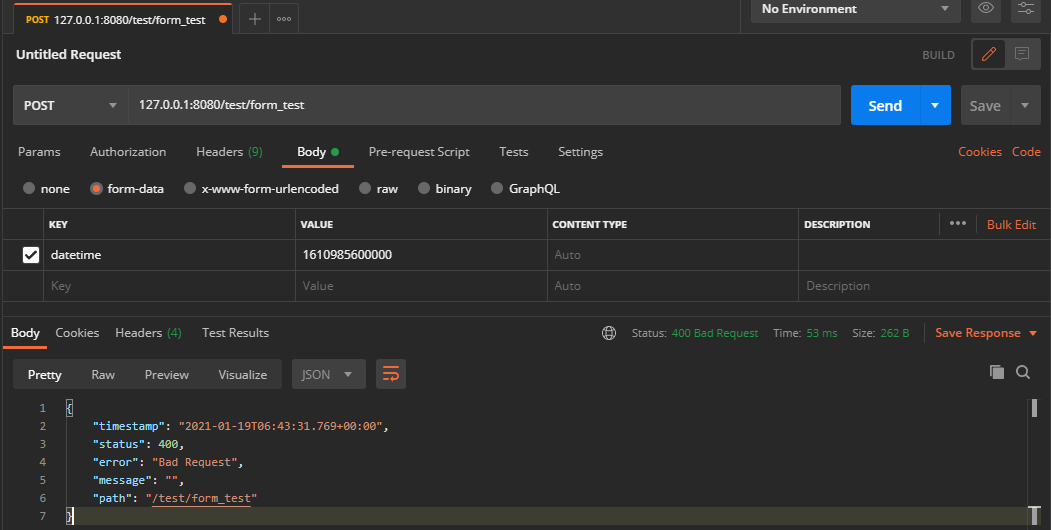 POST 127.0.0.1:8080/test/form_test
No Environment
Untitled Request
BUILD
POST 127.0.0.1:8080/test/form_test Send Save
Params Authorization Headers (9) Body Pre-request Script Tests Settings Cookies Code
none form-data x-www-form-urlencoded raw binary GraphQL
KEY VALUE CONTENT TYPE DESCRIPTION Bulk Edit
datetime 1610985600000 Auto
Key Value Auto Description
Body Cookies Headers (4) Test Results Status: 400 Bad Request Time: 53 ms Size: 262 B Save Response
Pretty Raw Preview Visualize JSON
1 {
2 "timestamp": "2021-01-19T06:43:31.769+00:00",
3 "status": 400,
4 "error": "Bad Request",
5 "message": "",
6 "path": "/test/form_test"
7 }